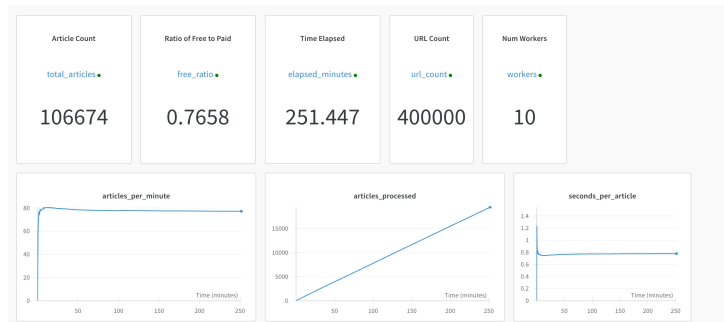 Article Count
total_articles
106674
Ratio of Free to Paid
free_ratio
0.7658
Time Elapsed
elapsed_minutes
251.447
URL Count
url_count
400000
Num Workers
workers
10
articles_per_minute
80
60
40
20
0
Time (minutes)
50 100 150 200 250
articles_processed
15000
10000
5000
0
Time (minutes)
50 100 150 200 250
seconds_per_article
1.4
1.2
1
0.8
0.6
0.4
0.2
0
Time (minutes)
50 100 150 200 250